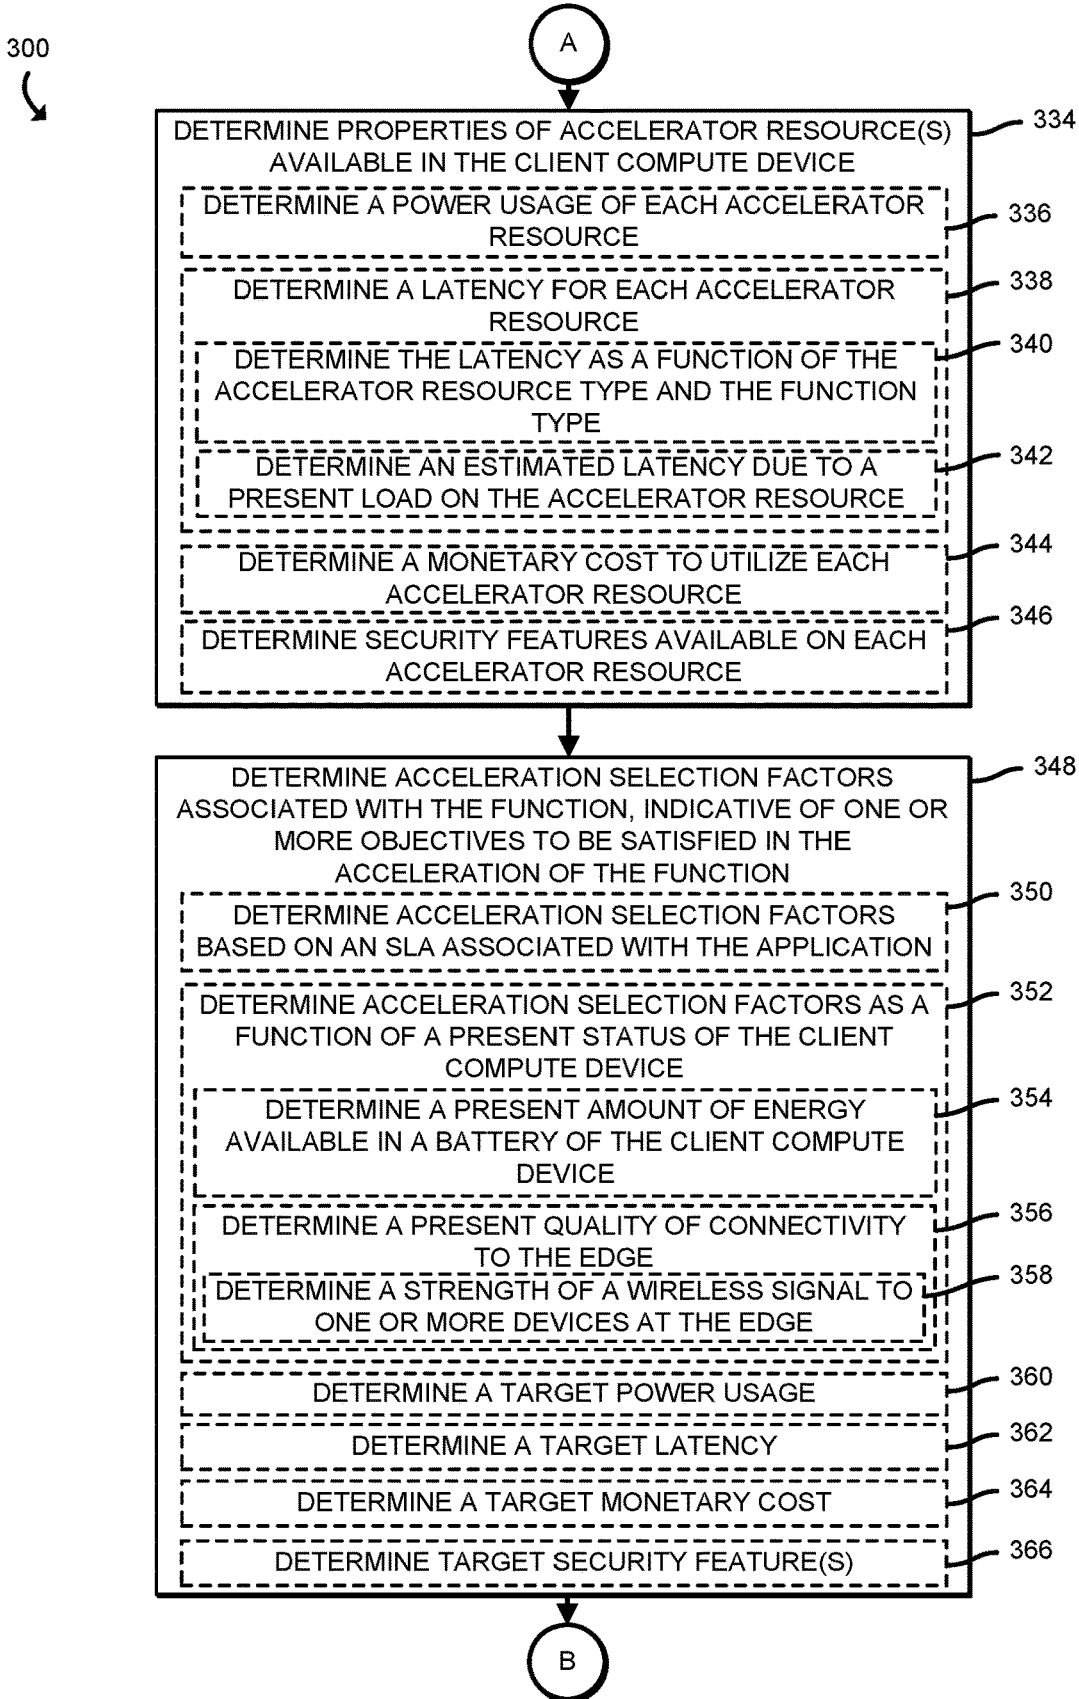 300
A
DETERMINE PROPERTIES OF ACCELERATOR RESOURCE(S)
AVAILABLE IN THE CLIENT COMPUTE DEVICE
334
DETERMINE A POWER USAGE OF EACH ACCELERATOR
RESOURCE
336
DETERMINE A LATENCY FOR EACH ACCELERATOR
RESOURCE
338
DETERMINE THE LATENCY AS A FUNCTION OF THE
ACCELERATOR RESOURCE TYPE AND THE FUNCTION
TYPE
340
DETERMINE AN ESTIMATED LATENCY DUE TO A
PRESENT LOAD ON THE ACCELERATOR RESOURCE
342
DETERMINE A MONETARY COST TO UTILIZE EACH
ACCELERATOR RESOURCE
344
DETERMINE SECURITY FEATURES AVAILABLE ON EACH
ACCELERATOR RESOURCE
346
DETERMINE ACCELERATION SELECTION FACTORS
ASSOCIATED WITH THE FUNCTION, INDICATIVE OF ONE OR
MORE OBJECTIVES TO BE SATISFIED IN THE
ACCELERATION OF THE FUNCTION
348
DETERMINE ACCELERATION SELECTION FACTORS
BASED ON AN SLA ASSOCIATED WITH THE APPLICATION
350
DETERMINE ACCELERATION SELECTION FACTORS AS A
FUNCTION OF A PRESENT STATUS OF THE CLIENT
COMPUTE DEVICE
352
DETERMINE A PRESENT AMOUNT OF ENERGY
AVAILABLE IN A BATTERY OF THE CLIENT COMPUTE
DEVICE
354
DETERMINE A PRESENT QUALITY OF CONNECTIVITY
TO THE EDGE
356
DETERMINE A STRENGTH OF A WIRELESS SIGNAL TO
ONE OR MORE DEVICES AT THE EDGE
358
DETERMINE A TARGET POWER USAGE
360
DETERMINE A TARGET LATENCY
362
DETERMINE A TARGET MONETARY COST
364
DETERMINE TARGET SECURITY FEATURE(S)
366
B